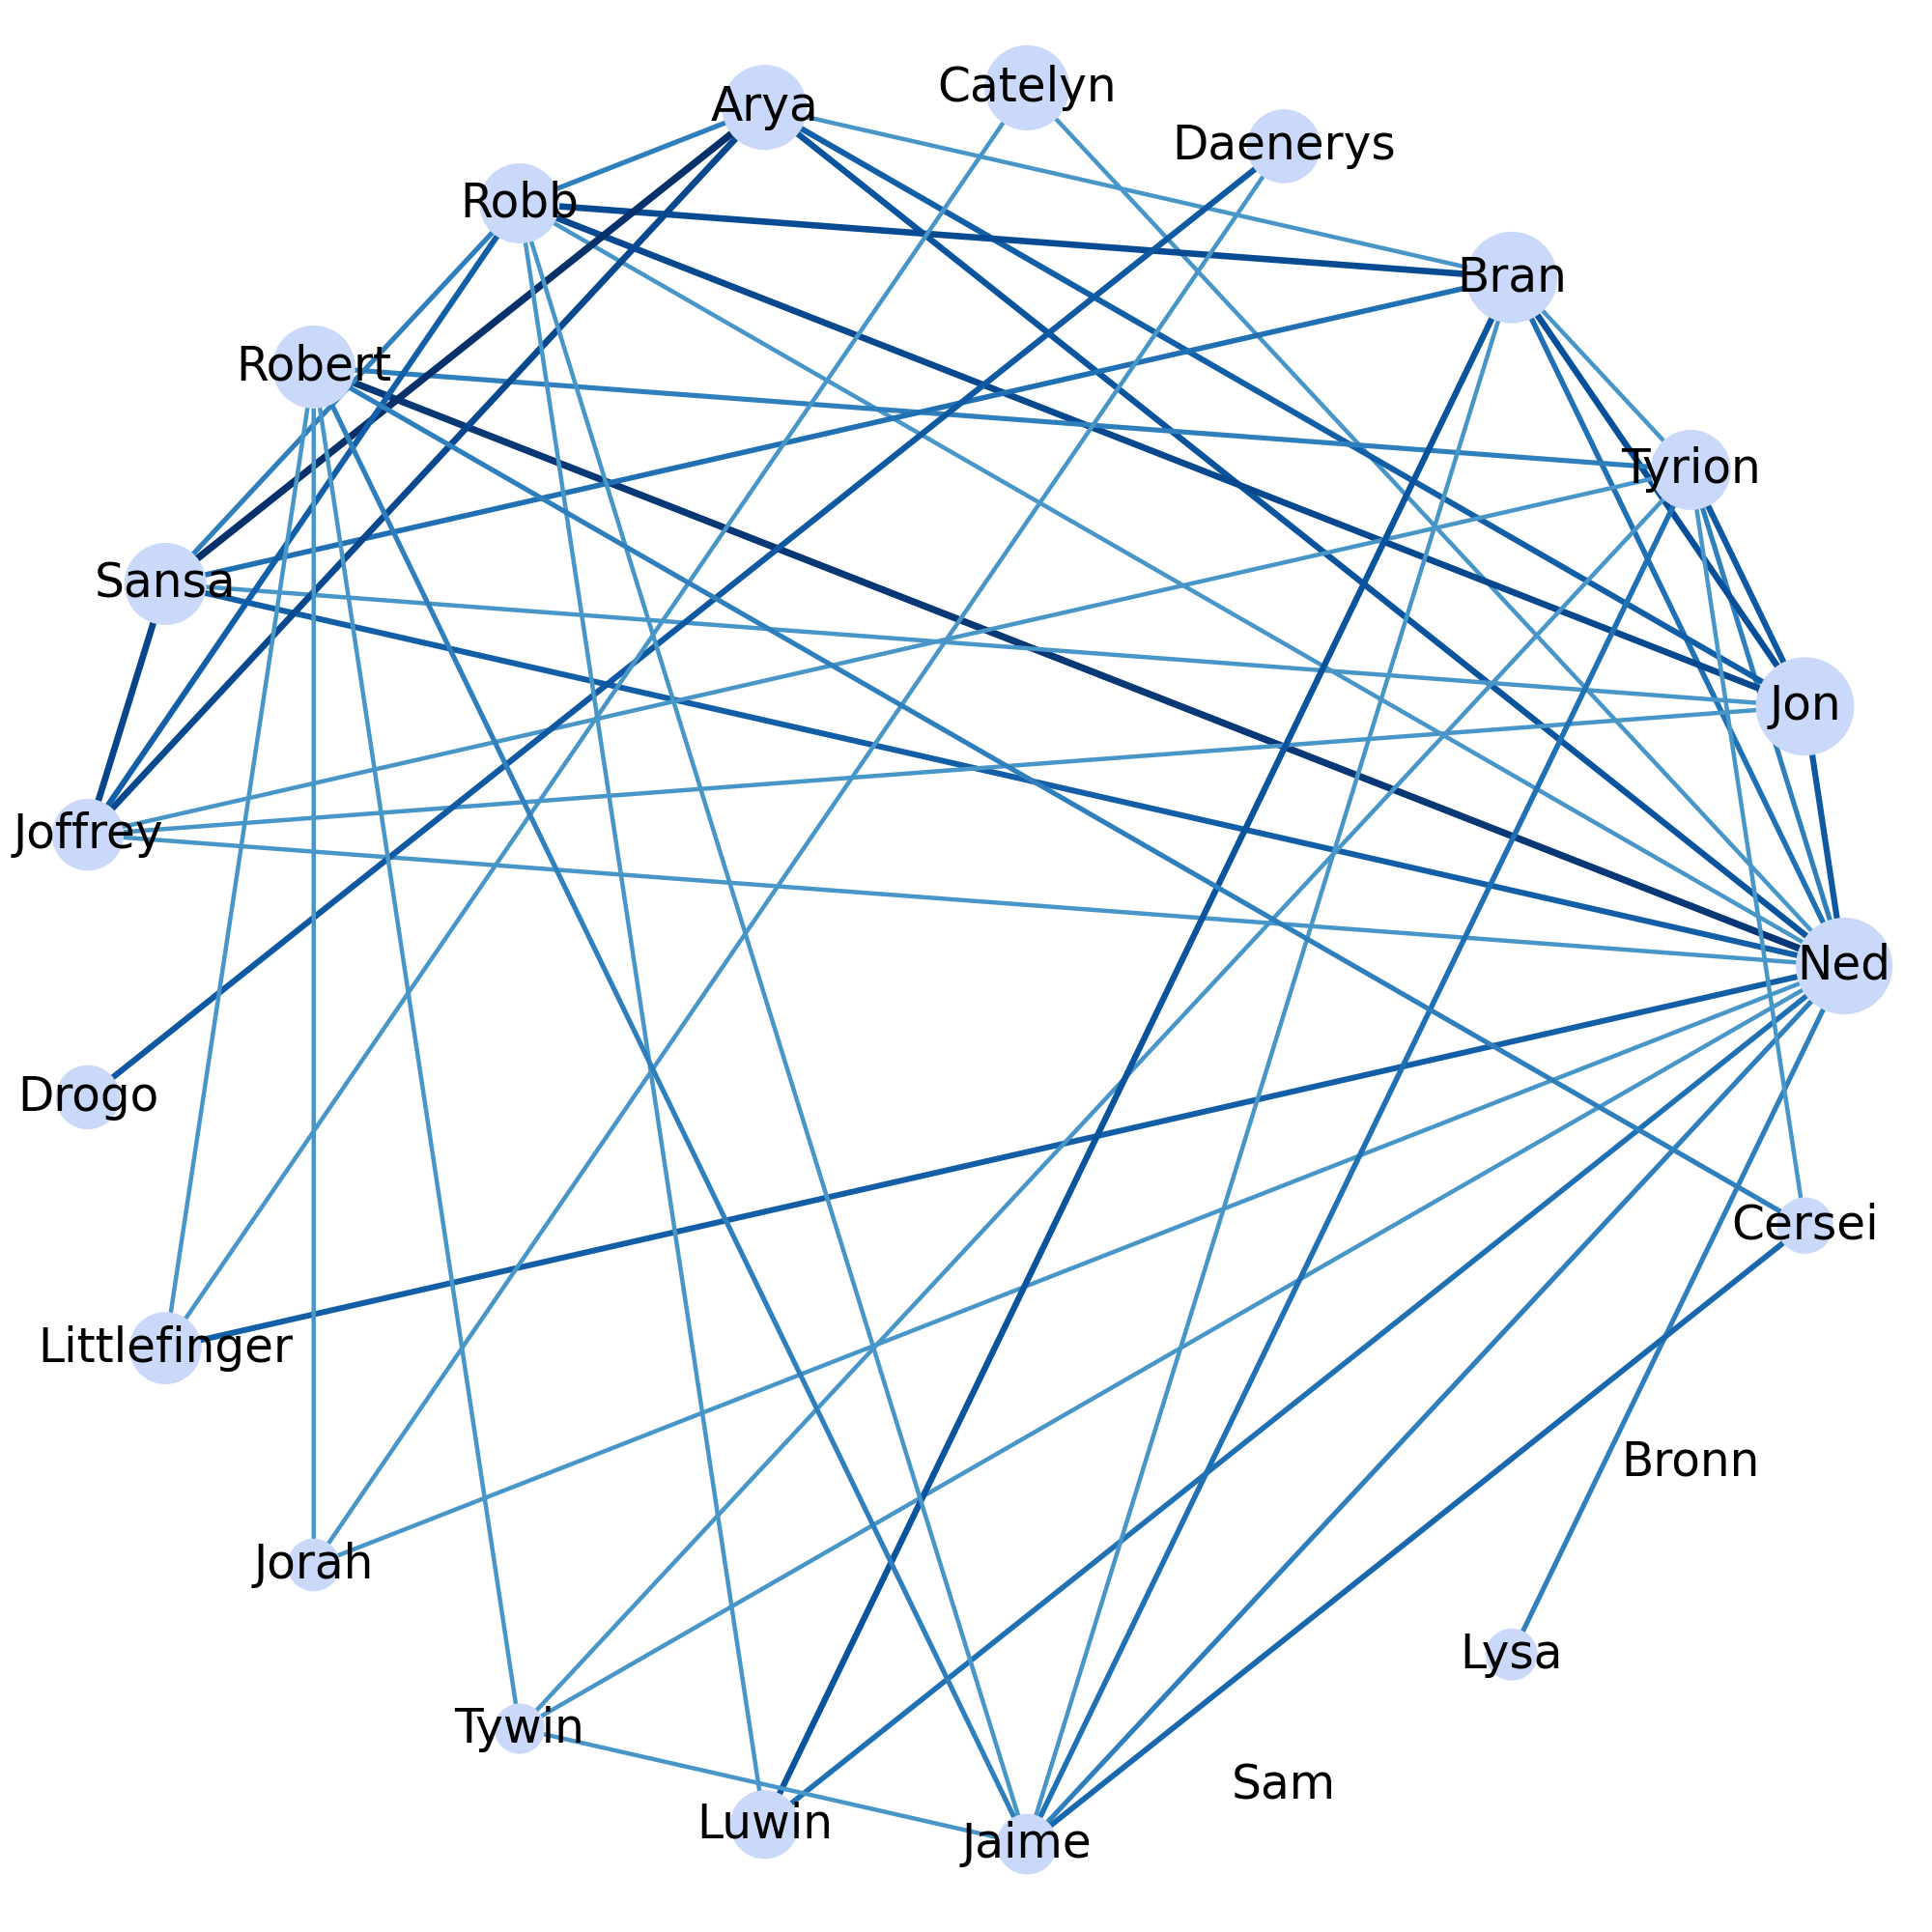 Catelyn
Arya
Daenerys
Robb
Bran
Robert
Tyrion
Sansa
Jon
Joffrey
Ned
Drogo
Cersei
Littlefinger
Bronn
Jorah
Lysa
Tywin
Sam
Luwin
Jaime